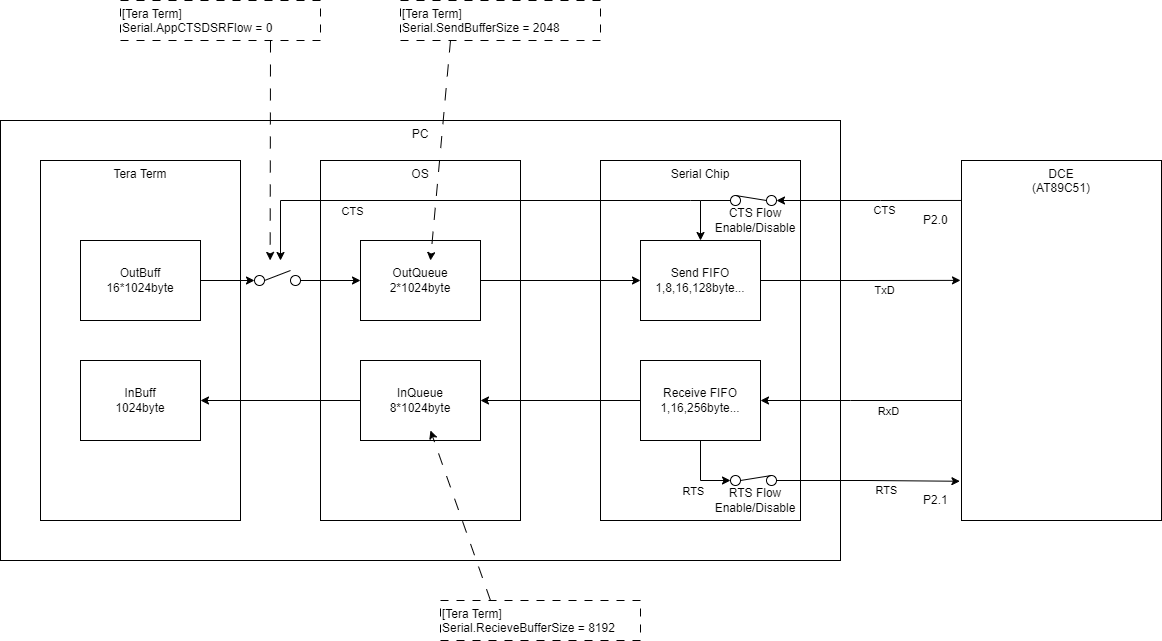 [Tera Term]
Serial.AppCTSDSRFlow = 0
[Tera Term]
Serial.SendBufferSize = 2048
PC
Tera Term
OS
Serial Chip
DCE
(AT89C51)
CTS
CTS Flow
Enable/Disable
CTS
P2.0
OutBuff
16*1024byte
OutQueue
2*1024byte
Send FIFO
1,8,16,128byte...
TxD
InBuff
1024byte
InQueue
8*1024byte
Receive FIFO
1,16,256byte...
RxD
RTS
RTS Flow
Enable/Disable
RTS
P2.1
[Tera Term]
Serial.RecieveBufferSize = 8192